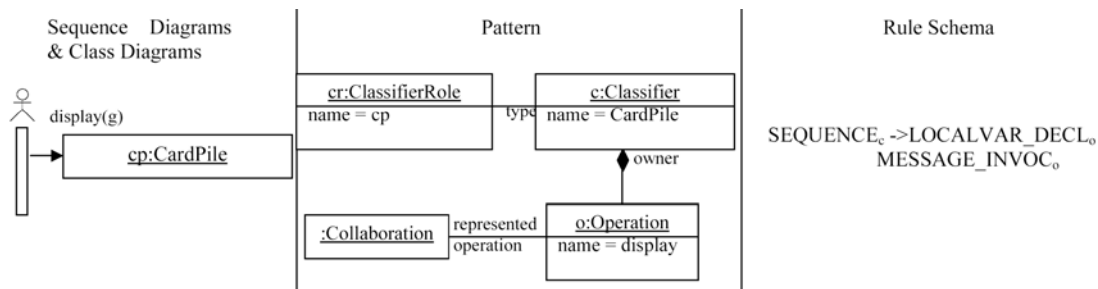 Sequence Diagrams
& Class Diagrams
display(g)
cp:CardPile
Pattern
cr:ClassifierRole
name = cp
type
c:Classifier
name = CardPile
owner
:Collaboration
represented
operation
o:Operation
name = display
Rule Schema
SEQUENCEc ->LOCALVAR_DECLo
MESSAGE_INVOCo